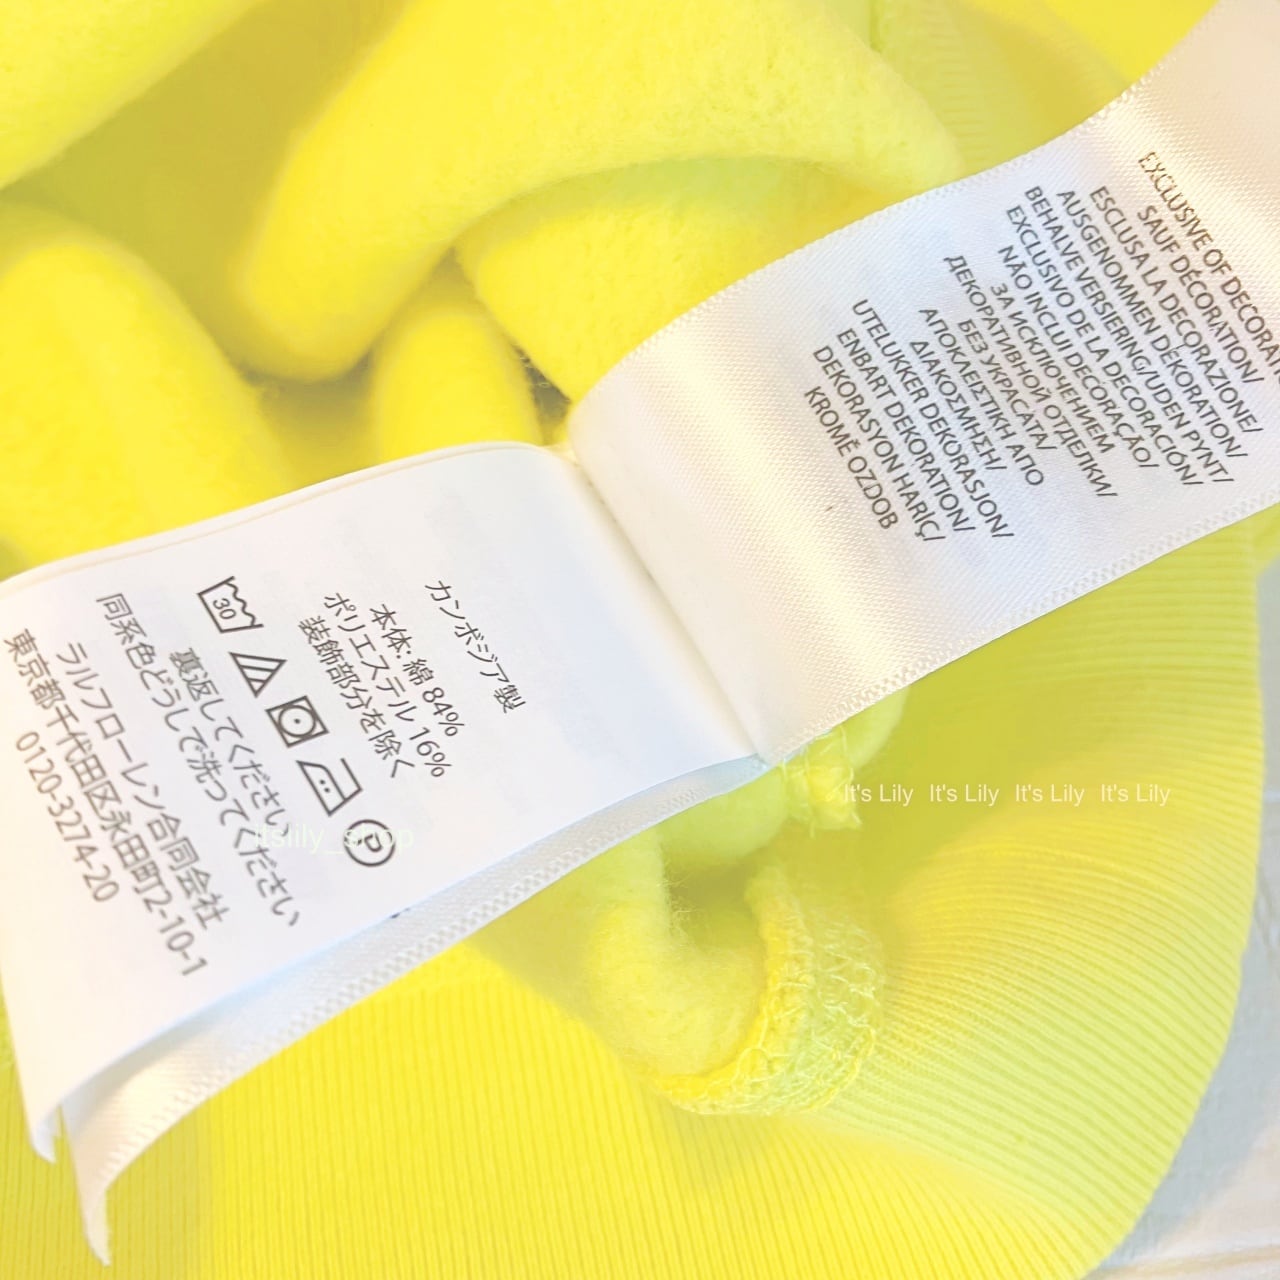 カンボジア製
本体: 綿 84%
ポリエステル 16%
装飾部分を除く
30
P
裏返してください
同系色どうしで洗ってください
ラルフローレン合同会社
東京都千代田区永田町2-10-1
0120-3274-20
EXCLUSIVE OF DECORAT
SAUF DÉCORATION/
ESCLUSA LA DECORAZIONE/
AUSGENOMMEN DEKORATION/
BEHALVE VERSIERING/UDEN PYNT/
EXCLUSIVO DE LA DECORACIÓN/
NÃO INCLUI DECORAÇÃO/
ЗА ИСКЛЮЧЕНИЕМ
ДЕКОРАТИВНОЙ ОТДЕЛКИ/
БЕЗ УКРАСАТА/
ΑΠΟΚΛΕΙΣΤΙΚΗ ΑΠΟ
ΔΙΑΚΟΣΜΗΣΗ/
UTELUKKER DEKORASJON/
ENBART DEKORATION/
DEKORASYON HARİÇ/
KROMĚ OZDOB
It's Lily It's Lily It's Lily It's Lily
itslily_shop